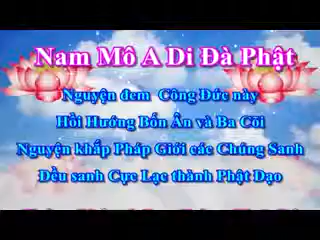 Nam Mô A Di Đà Phật
Nguyện đem Công Đức này
Hồi Hướng Bốn Ân và Ba Cõi
Nguyện khắp Pháp Giới các Chúng Sanh
Đều sanh Cực Lạc thành Phật Đạo